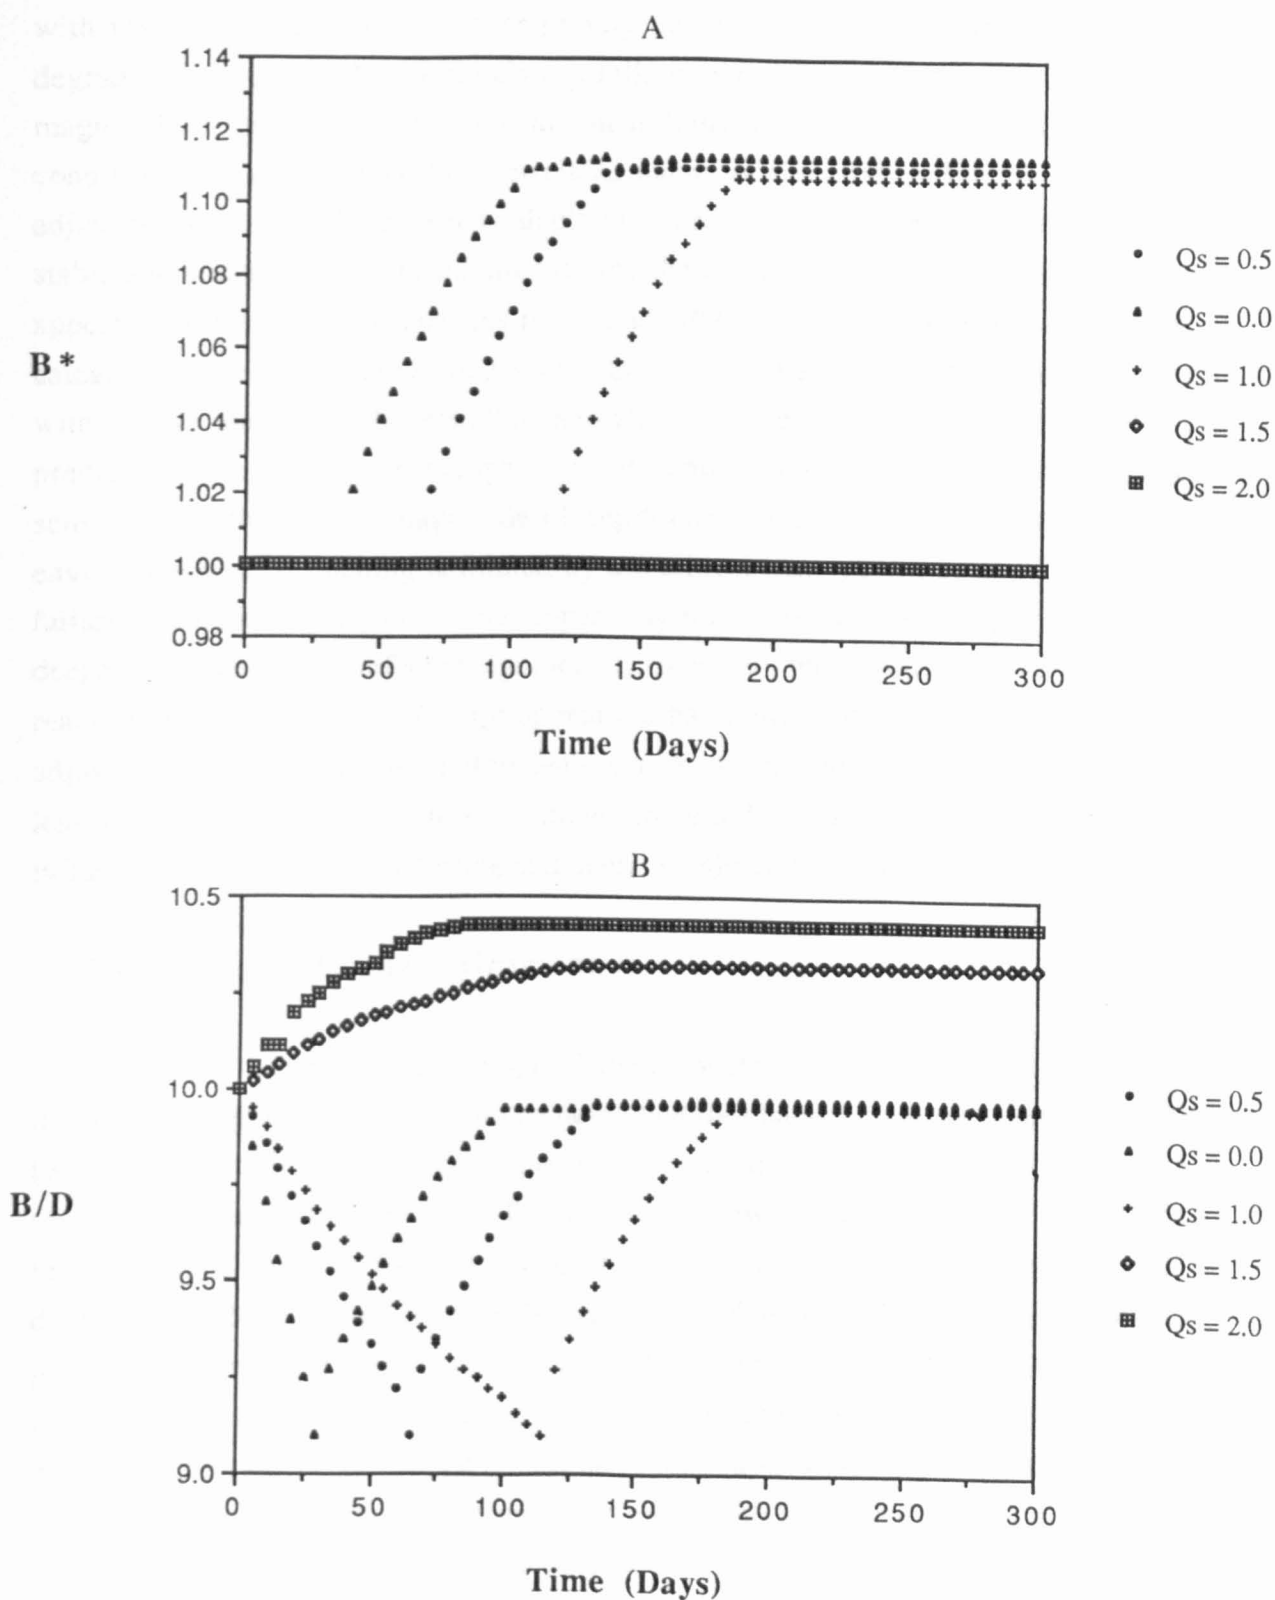 A
1.14
1.12
1.10
1.08
1.06
1.04
1.02
1.00
0.98
B*
0 50 100 150 200 250 300
Time (Days)
Qs = 0.5
Qs = 0.0
Qs = 1.0
Qs = 1.5
Qs = 2.0
B
10.5
10.0
9.5
9.0
B/D
0 50 100 150 200 250 300
Time (Days)
Qs = 0.5
Qs = 0.0
Qs = 1.0
Qs = 1.5
Qs = 2.0